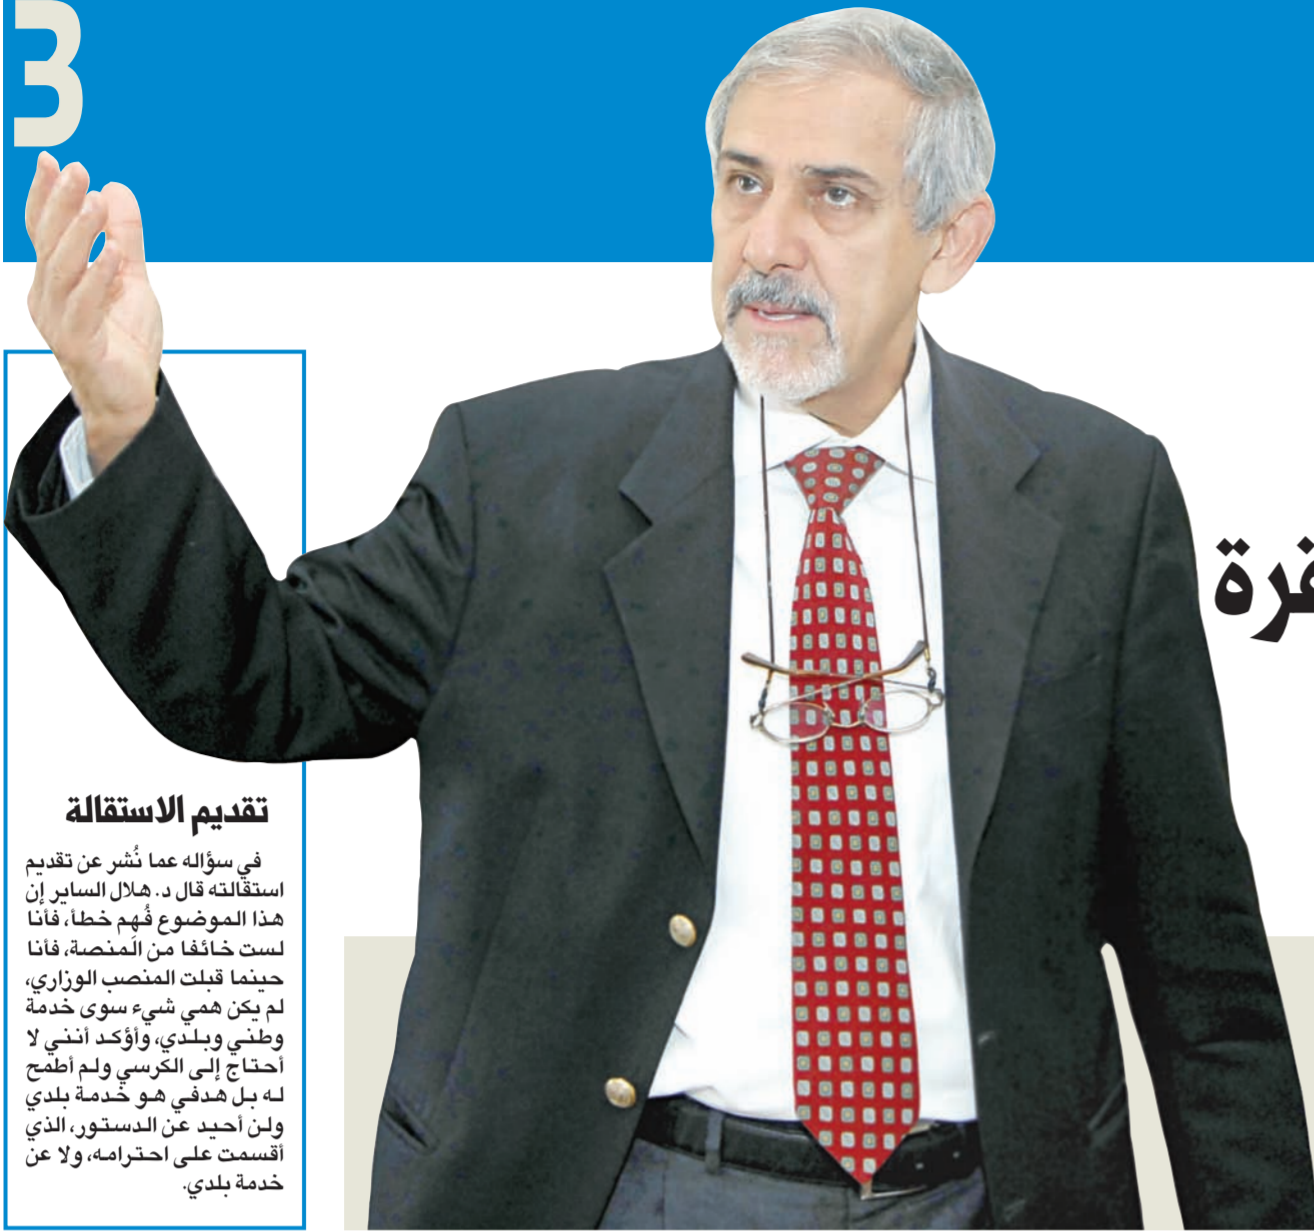 3
تقديم الاستقالة
في سؤاله عما نُشر عن تقديم
استقالته قال د. هلال الساير إن
هذا الموضوع فُهِم خطأ، فأنا
لست خائفا من المنصة، فأنا
حينما قبلت المنصب الوزاري،
لم يكن همي شيء سوى خدمة
وطني وبلدي، وأؤكد أنني لا
أحتاج إلى الكرسي ولم أطمح
له بل هدفي هو خدمة بلدي
ولن أحيد عن الدستور، الذي
أقسمت على احترامه، ولا عن
خدمة بلدي.